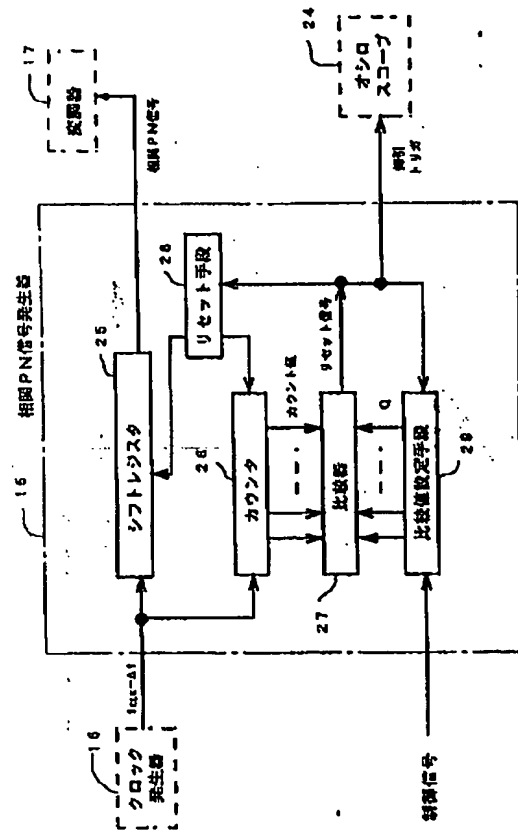 相関PN信号発生器
16
クロック
発生器
15
シフトレジスタ
25
相関PN信号
変調器
17
リセット手段
28
カウンタ
26
カウント値
比較器
27
リセット信号
Q
比較値設定手段
29
制御信号
掃引
トリガ
オシロ
スコープ
24